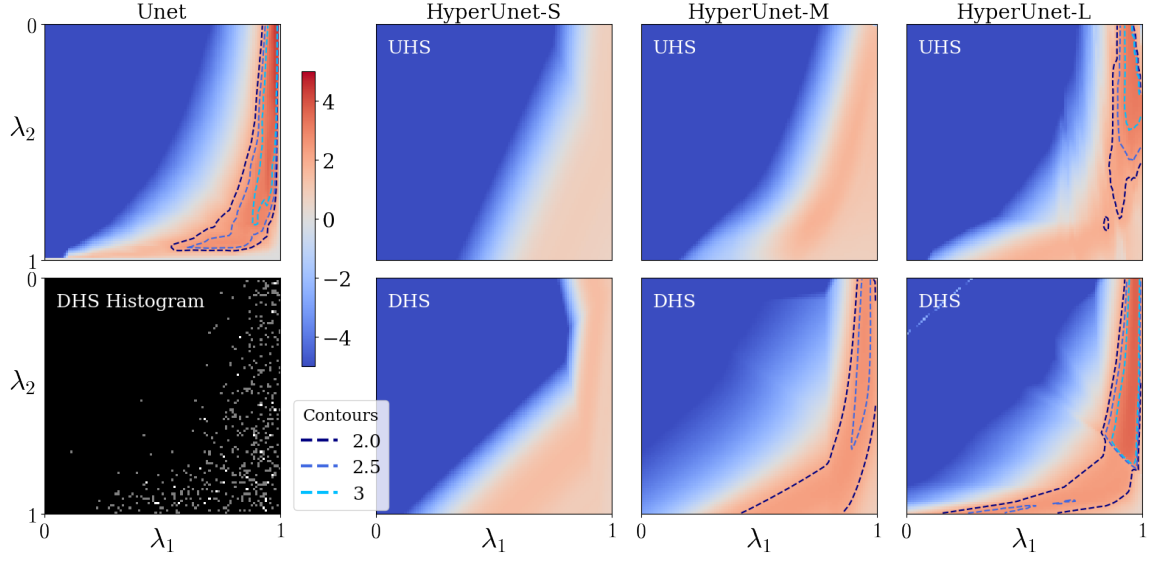 Unet HyperUnet-S HyperUnet-M HyperUnet-L
0
UHS UHS UHS
4
2
λ2
0
−2
1
0
DHS Histogram DHS DHS DHS
−4
λ2
Contours
2.0
2.5
3
1
0 1 0 1 0 1 0 1
λ1 λ1 λ1 λ1